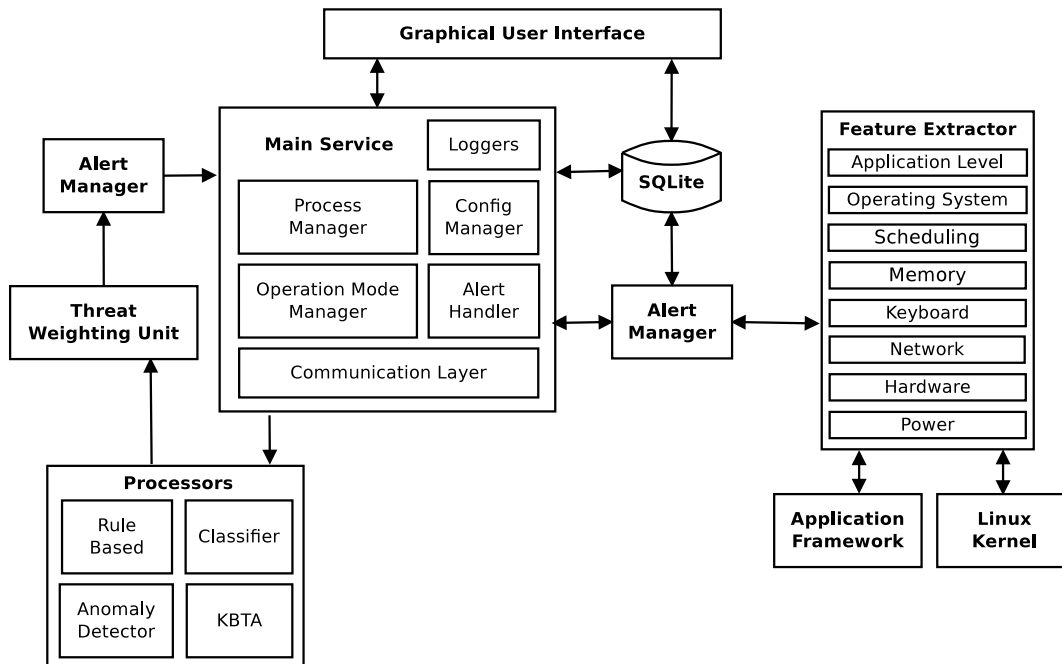 Graphical User Interface
Main Service
Loggers
Process
Manager
Config
Manager
Operation Mode
Manager
Alert
Handler
Communication Layer
Alert
Manager
Threat
Weighting Unit
Processors
Rule
Based
Classifier
Anomaly
Detector
KBTA
SQLite
Alert
Manager
Feature Extractor
Application Level
Operating System
Scheduling
Memory
Keyboard
Network
Hardware
Power
Application
Framework
Linux
Kernel